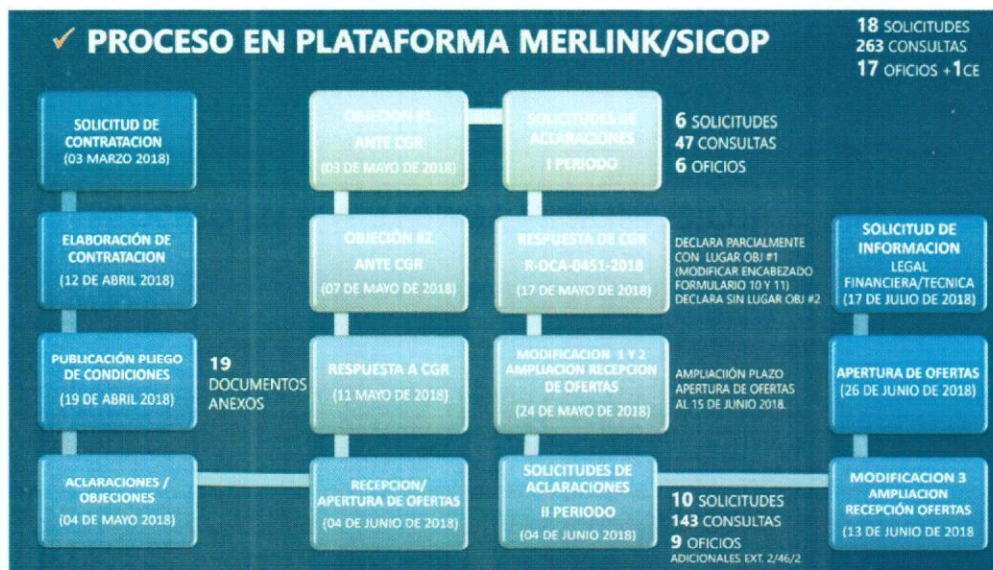 ✓ PROCESO EN PLATAFORMA MERLINK/SICOP
18 SOLICITUDES
263 CONSULTAS
17 OFICIOS +1CE
SOLICITUD DE
CONTRATACION
(03 MARZO 2018)
ELABORACIÓN DE
CONTRATACION
(12 DE ABRIL 2018)
PUBLICACIÓN PLIEGO
DE CONDICIONES
(19 DE ABRIL 2018)
19
DOCUMENTOS
ANEXOS
ACLARACIONES /
OBJECIONES
(04 DE MAYO 2018)
RECEPCION/
APERTURA DE OFERTAS
(04 DE JUNIO DE 2018)
RESPUESTA A CGR
(11 MAYO DE 2018)
OBJECIÓN #2
ANTE CGR
(07 DE MAYO DE 2018)
OBJECIÓN #1
ANTE CGR
(03 DE MAYO DE 2018)
SOLICITUDES DE
ACLARACIONES
I PERIODO
6 SOLICITUDES
47 CONSULTAS
6 OFICIOS
RESPUESTA DE CGR
R-DCA-0451-2018
(17 DE MAYO DE 2018)
DECLARA PARCIALMENTE
CON LUGAR OBJ #1
(MODIFICAR ENCABEZADO
FORMULARIO 10 Y 11)
DECLARA SIN LUGAR OBJ #2
MODIFICACION 1 Y 2
AMPLIACIÓN RECEPCION
DE OFERTAS
(24 DE MAYO DE 2018)
AMPLIACIÓN PLAZO
APERTURA DE OFERTAS
AL 15 DE JUNIO 2018.
SOLICITUDES DE
ACLARACIONES
II PERIODO
(04 DE JUNIO 2018)
10 SOLICITUDES
143 CONSULTAS
9 OFICIOS
ADICIONALES EXT. 2/46/2
MODIFICACION 3
AMPLIACION
RECEPCIÓN OFERTAS
(13 DE JUNIO DE 2018
APERTURA DE OFERTAS
(26 DE JUNIO DE 2018)
SOLICITUD DE
INFORMACION
LEGAL
FINANCIERA/TECNICA
(17 DE JULIO DE 2018)